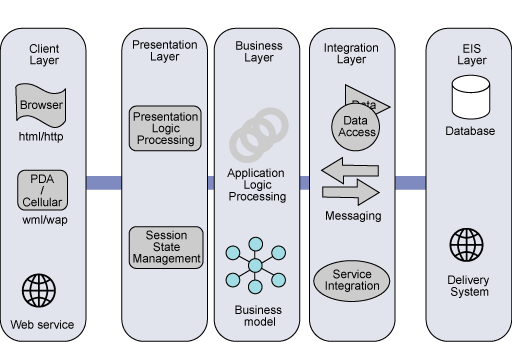 Client
Layer
Browser
html/http
PDA
/
Cellular
wml/wap
Web service
Presentation
Layer
Presentation
Logic
Processing
Session
State
Management
Business
Layer
Application
Logic
Processing
Business
model
Integration
Layer
Data
Data
Access
Messaging
Service
Integration
EIS
Layer
Database
Delivery
System